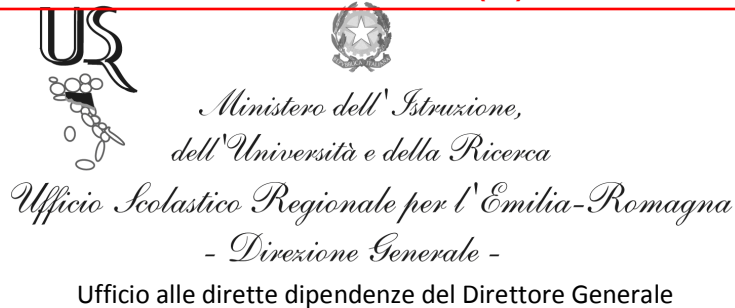 USR
Ministero dell'Istruzione,
dell'Università e della Ricerca
Ufficio Scolastico Regionale per l'Emilia-Romagna
- Direzione Generale -
Ufficio alle dirette dipendenze del Direttore Generale